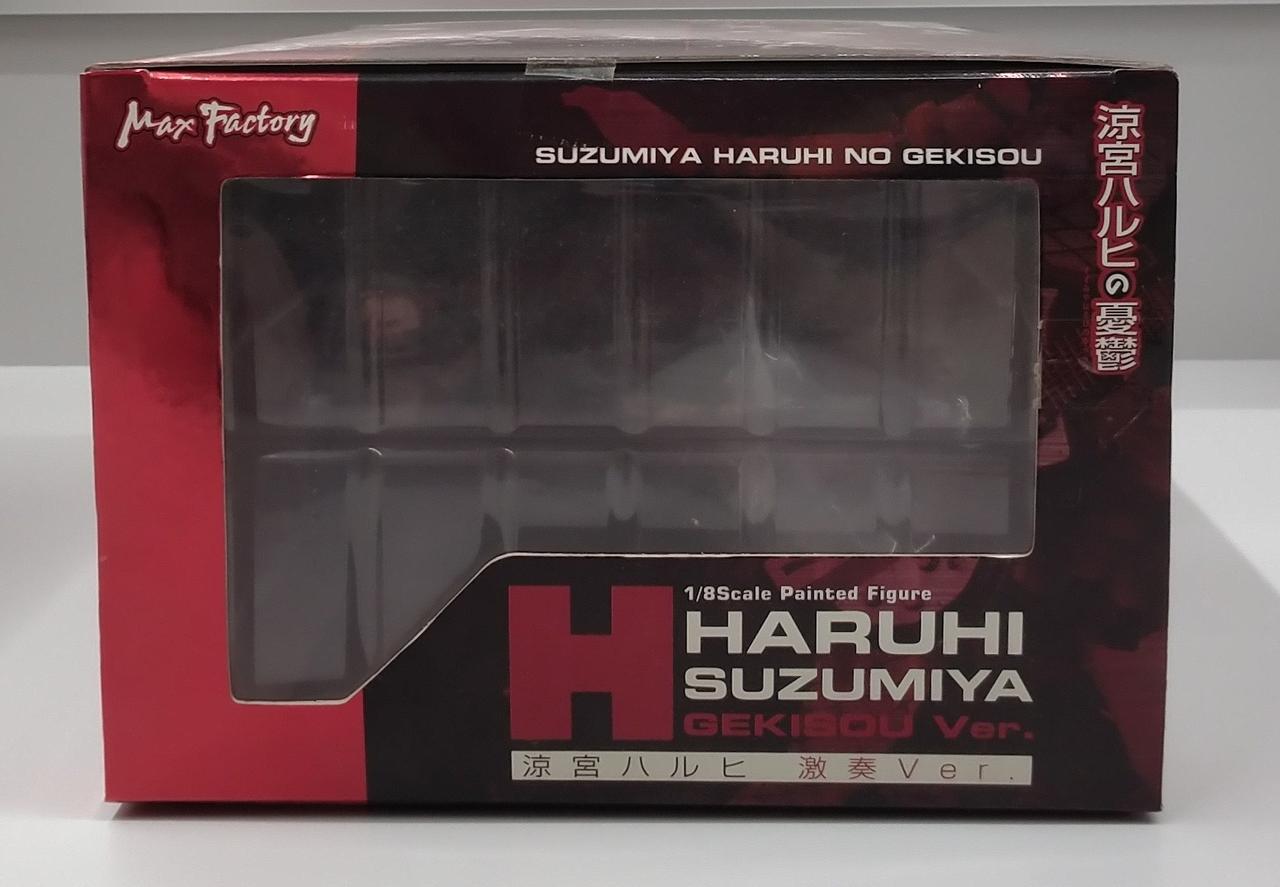 Max Factory
SUZUMIYA HARUHI NO GEKISOU
涼宮ハルヒの憂鬱
H
1/8Scale Painted Figure
HARUHI
SUZUMIYA
GEKISOU Ver.
涼宮ハルヒ 激奏Ver.